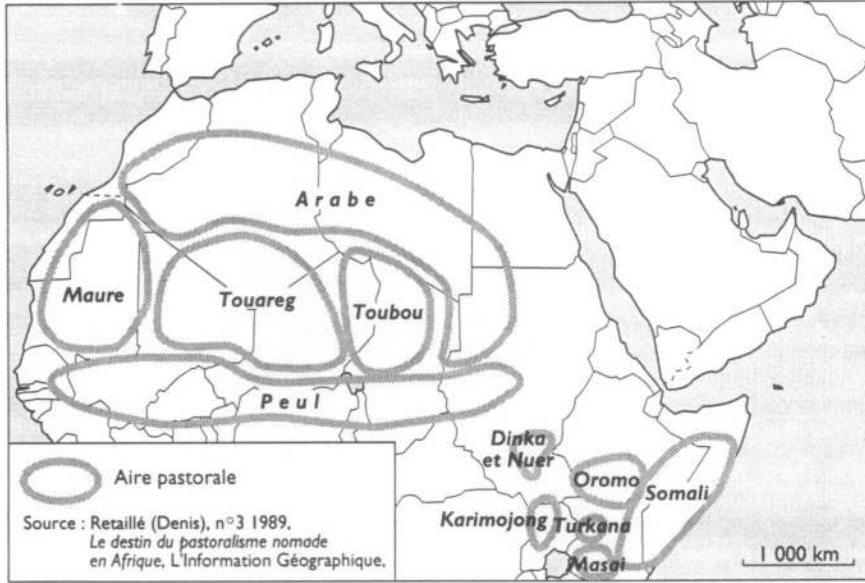 Arabe
Maure
Touareg
Toubou
Peul
Dinka
et Nuer
Oromo
Somali
Karimojong
Turkana
Masai
Aire pastorale
Source : Retaillé (Denis), n°3 1989,
Le destin du pastoralisme nomade
en Afrique, L'Information Géographique,
1 000 km